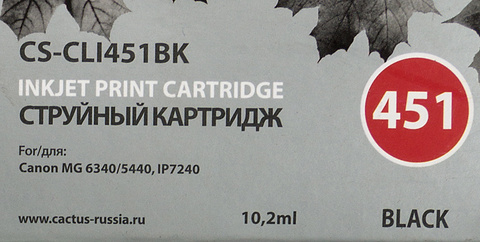 CS-CLI451BK
INKJET PRINT CARTRIDGE
СТРУЙНЫЙ КАРТРИДЖ
451
For/для:
Canon MG 6340/5440, IP7240
www.cactus-russia.ru
10,2ml
BLACK